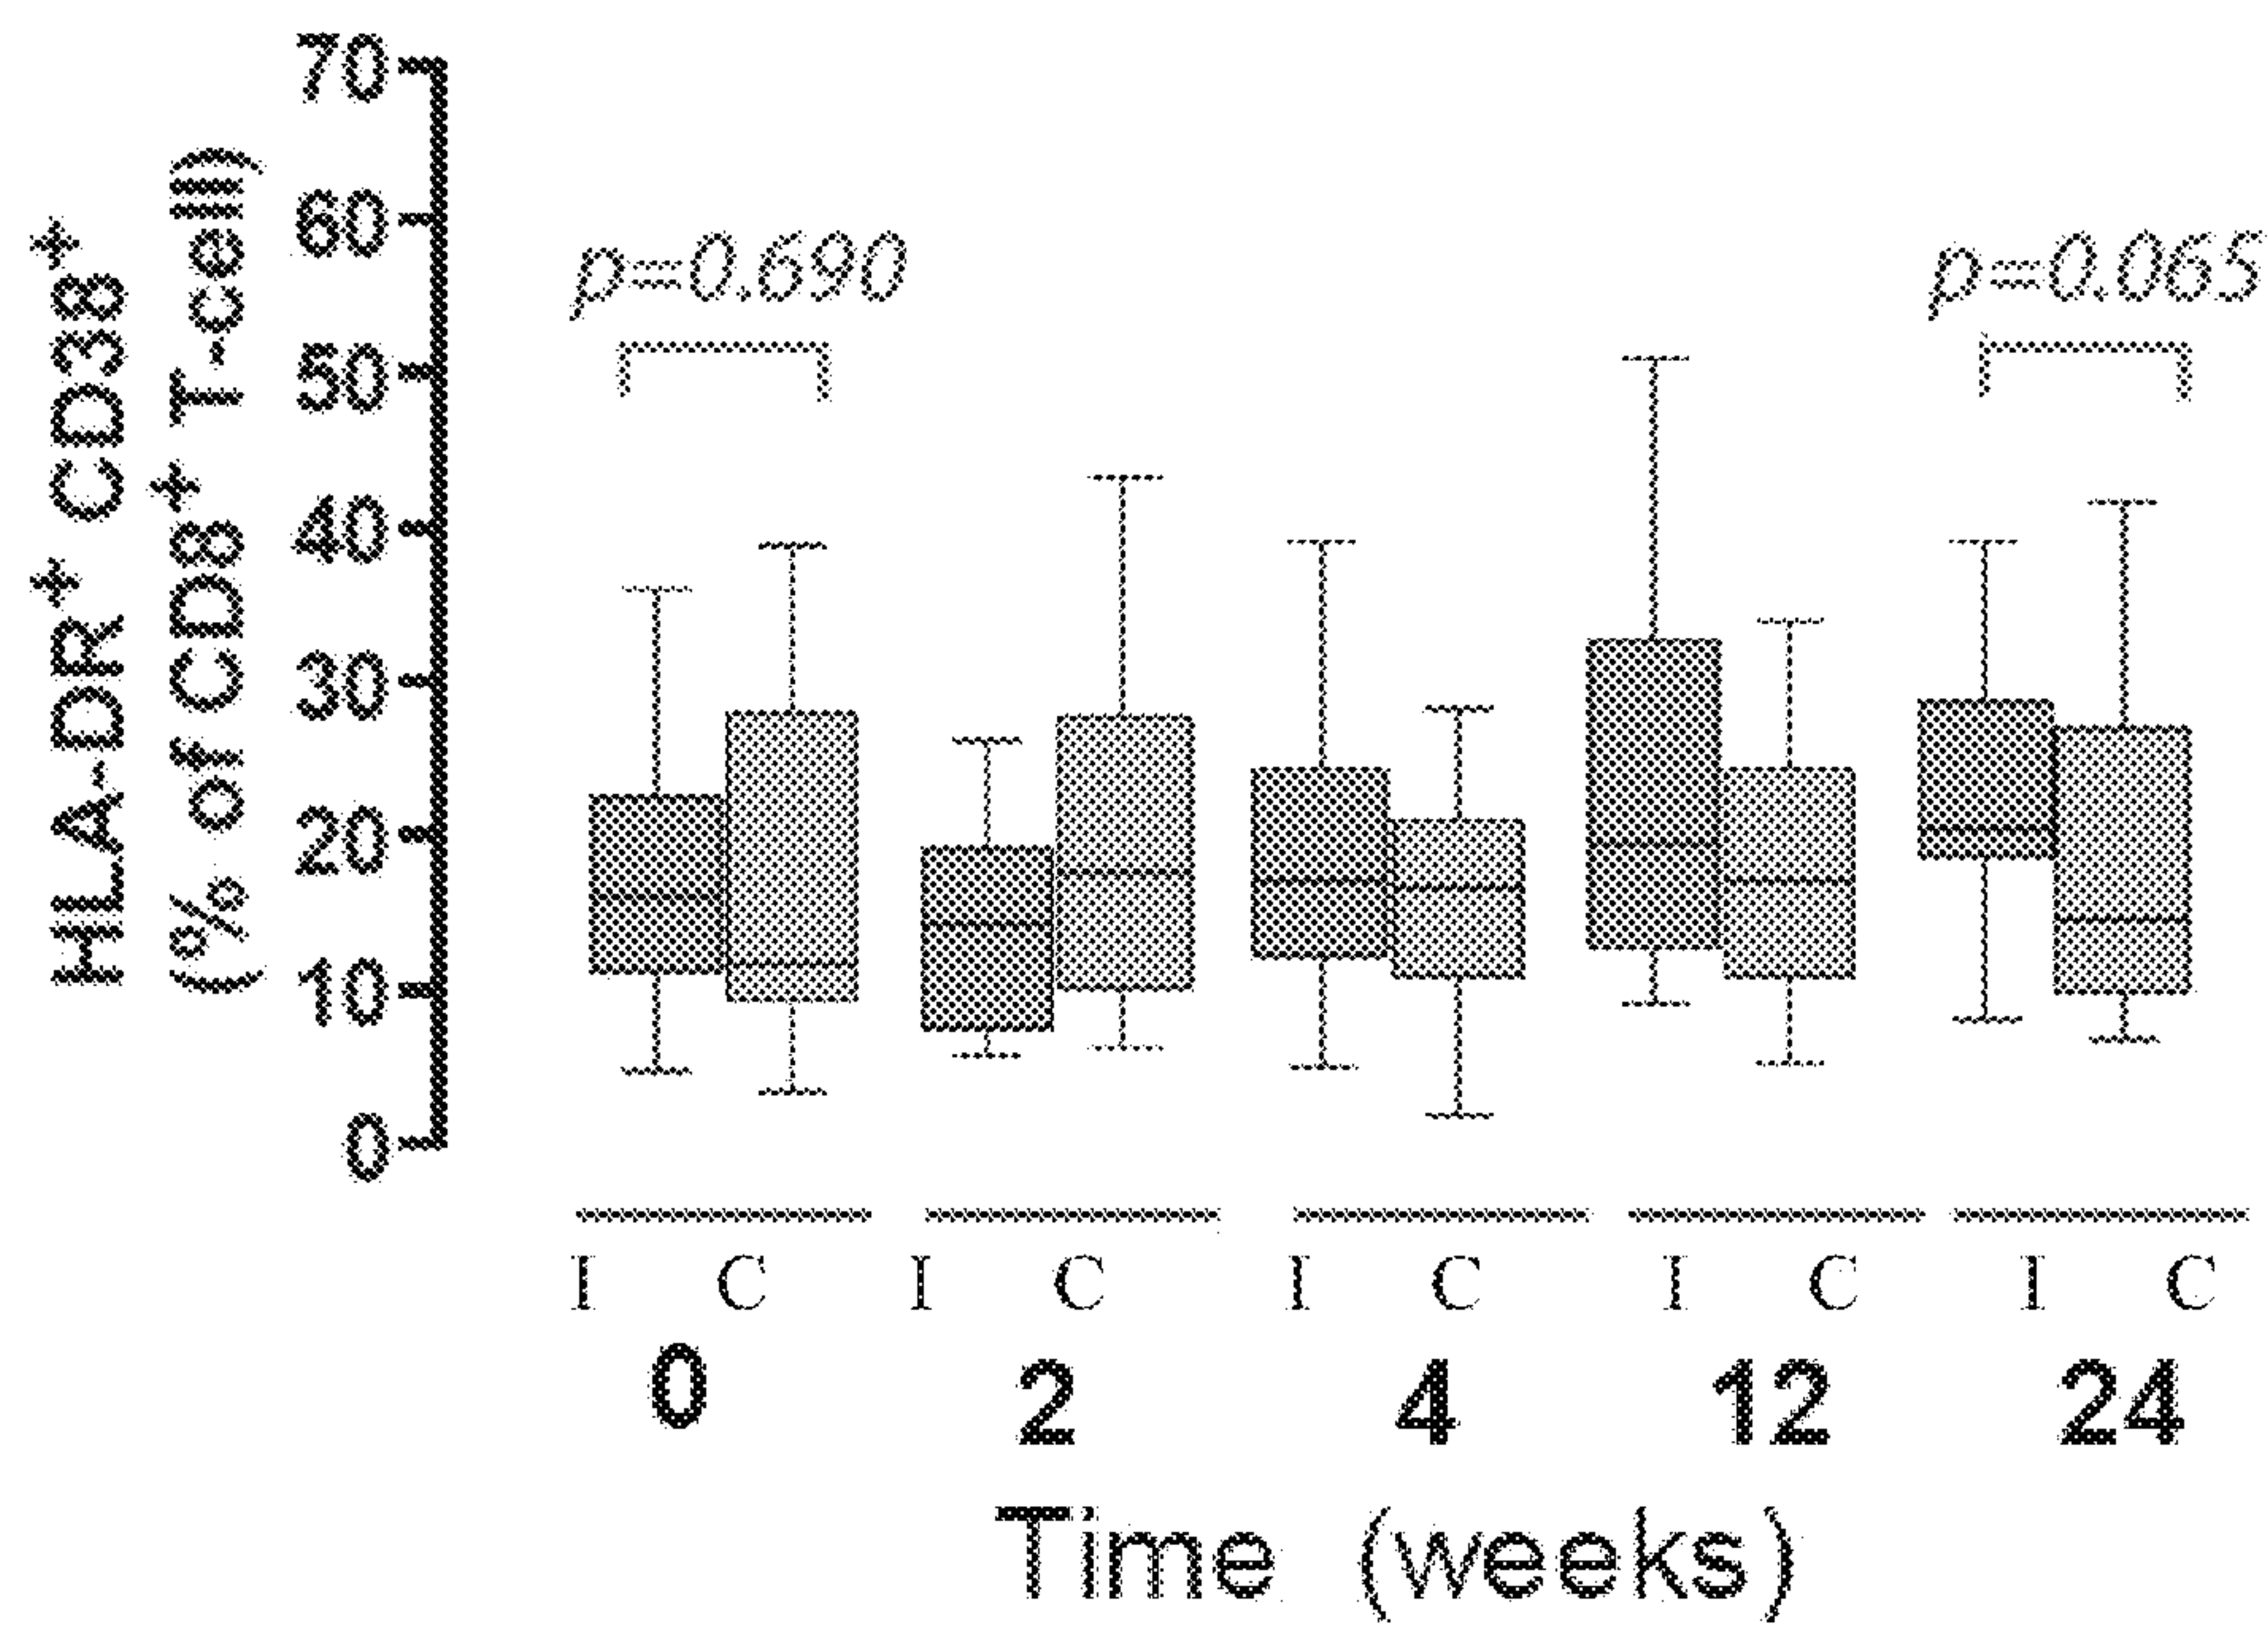 HLA-DR+ CD38+
(% of CD8+ T-cell)
70
60
50
40
30
20
10
0
p=0.690
p=0.065
I C I C I C I C I C
0 2 4 12 24
Time (weeks)